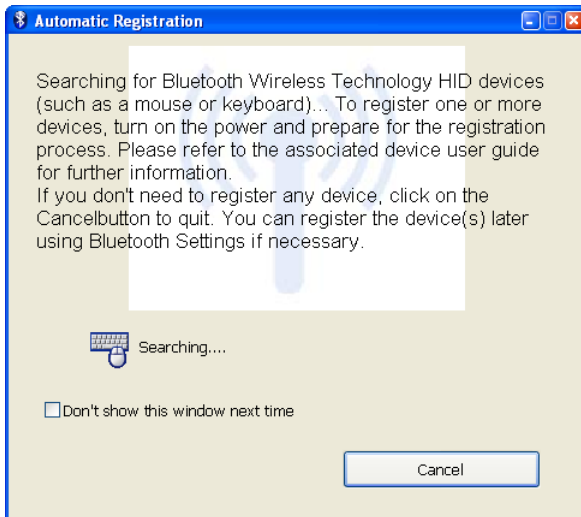 Automatic Registration
Searching for Bluetooth Wireless Technology HID devices
(such as a mouse or keyboard)... To register one or more
devices, turn on the power and prepare for the registration
process. Please refer to the associated device user guide
for further information.
If you don't need to register any device, click on the
Cancelbutton to quit. You can register the device(s) later
using Bluetooth Settings if necessary.
Searching....
Don't show this window next time
Cancel